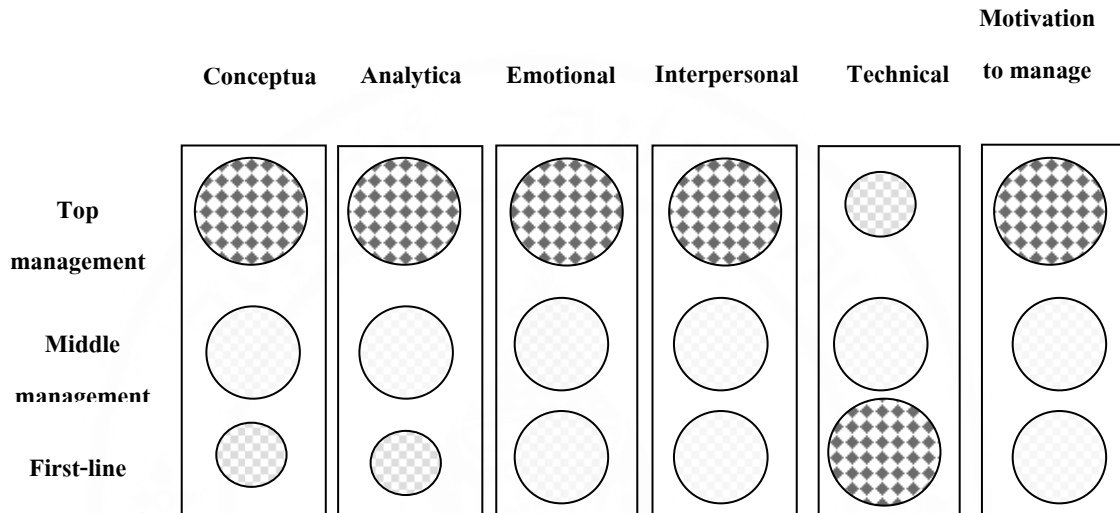 Motivation
to manage
Conceptua
Analytica
Emotional
Interpersonal
Technical
Top
management
Middle
management
First-line